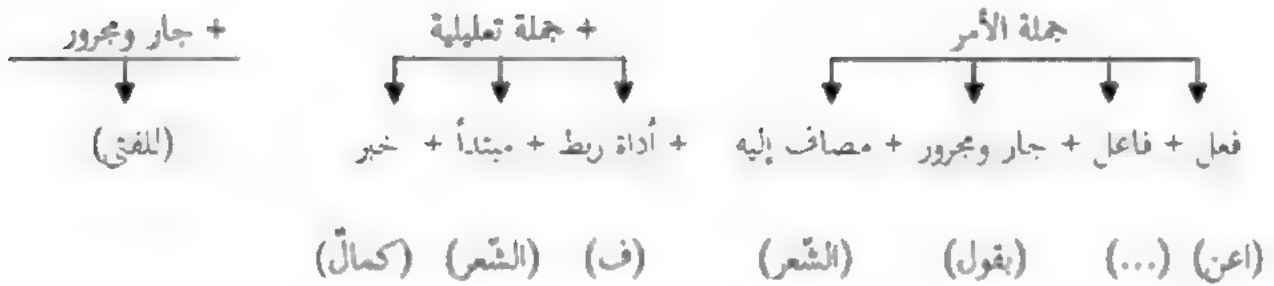 جملة الأمر + جملة تعليلية + جار ومجرور
فعل + فاعل + جار ومجرور + مضاف إليه + أداة ربط + مبتدأ + خبر (للفتى)
(اعن) (...) (بقول) (الشّعر) (ف) (الشّعر) (كمالٌ)